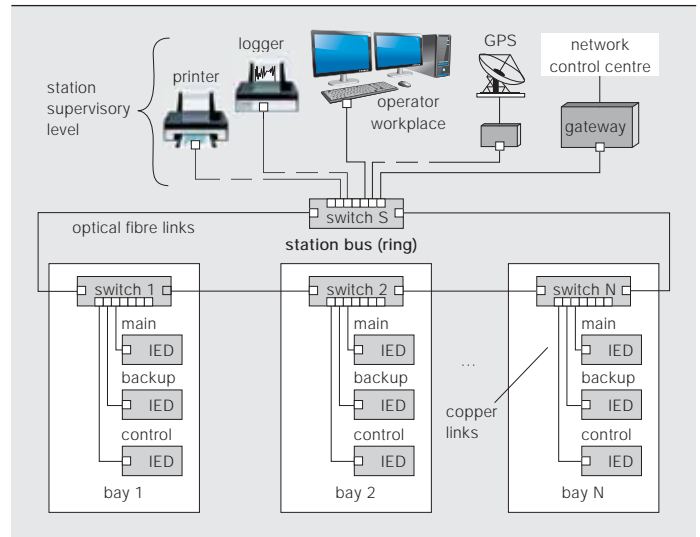 logger
printer
GPS
network
control centre
station
supervisory
level
operator
workplace
gateway
switch S
optical fibre links
station bus (ring)
switch 1
main
IED
backup
IED
control
IED
bay 1
switch 2
main
IED
backup
IED
control
IED
bay 2
...
switch N
main
IED
backup
IED
control
IED
copper
links
bay N